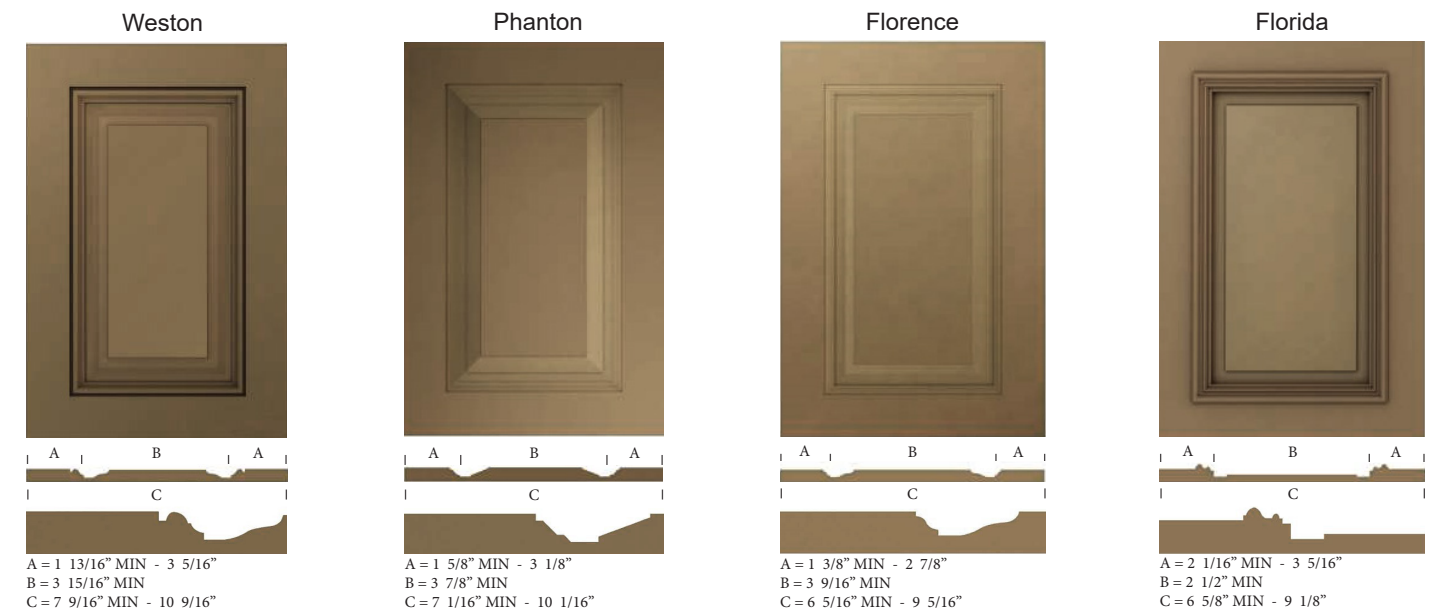 Weston
Phanton
Florence
Florida
A B A
A B A
A B A
A B A
C
C
C
C
A = 1 13/16” MIN - 3 5/16”
B = 3 15/16” MIN
C = 7 9/16” MIN - 10 9/16”
A = 1 5/8” MIN - 3 1/8”
B = 3 7/8” MIN
C = 7 1/16” MIN - 10 1/16”
A = 1 3/8” MIN - 2 7/8”
B = 3 9/16” MIN
C = 6 5/16” MIN - 9 5/16”
A = 2 1/16” MIN - 3 5/16”
B = 2 1/2” MIN
C = 6 5/8” MIN - 9 1/8”